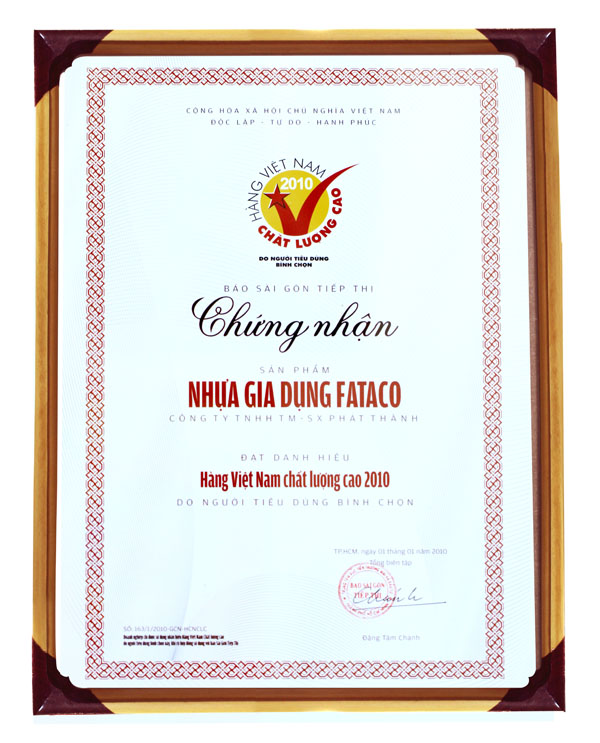 CỘNG HÒA XÃ HỘI CHỦ NGHĨA VIỆT NAM
ĐỘC LẬP - TỰ DO - HẠNH PHÚC
HÀNG VIỆT NAM
2010
CHẤT LƯỢNG CAO
DO NGƯỜI TIÊU DÙNG
BÌNH CHỌN
BÁO SÀI GÒN TIẾP THỊ
Chứng nhận
SẢN PHẨM
NHỰA GIA DỤNG FATACO
CÔNG TY TNHH TM-SX PHÁT THÀNH
ĐẠT DANH HIỆU
Hàng Việt Nam chất lượng cao 2010
DO NGƯỜI TIÊU DÙNG BÌNH CHỌN
TP.HCM, ngày 01 tháng 01 năm 2010
Tổng biên tập
BÁO SÀI GÒN
TIẾP THỊ
Đặng Tâm Chánh
SỐ: 163/1/2010-GCN-HCNCLC